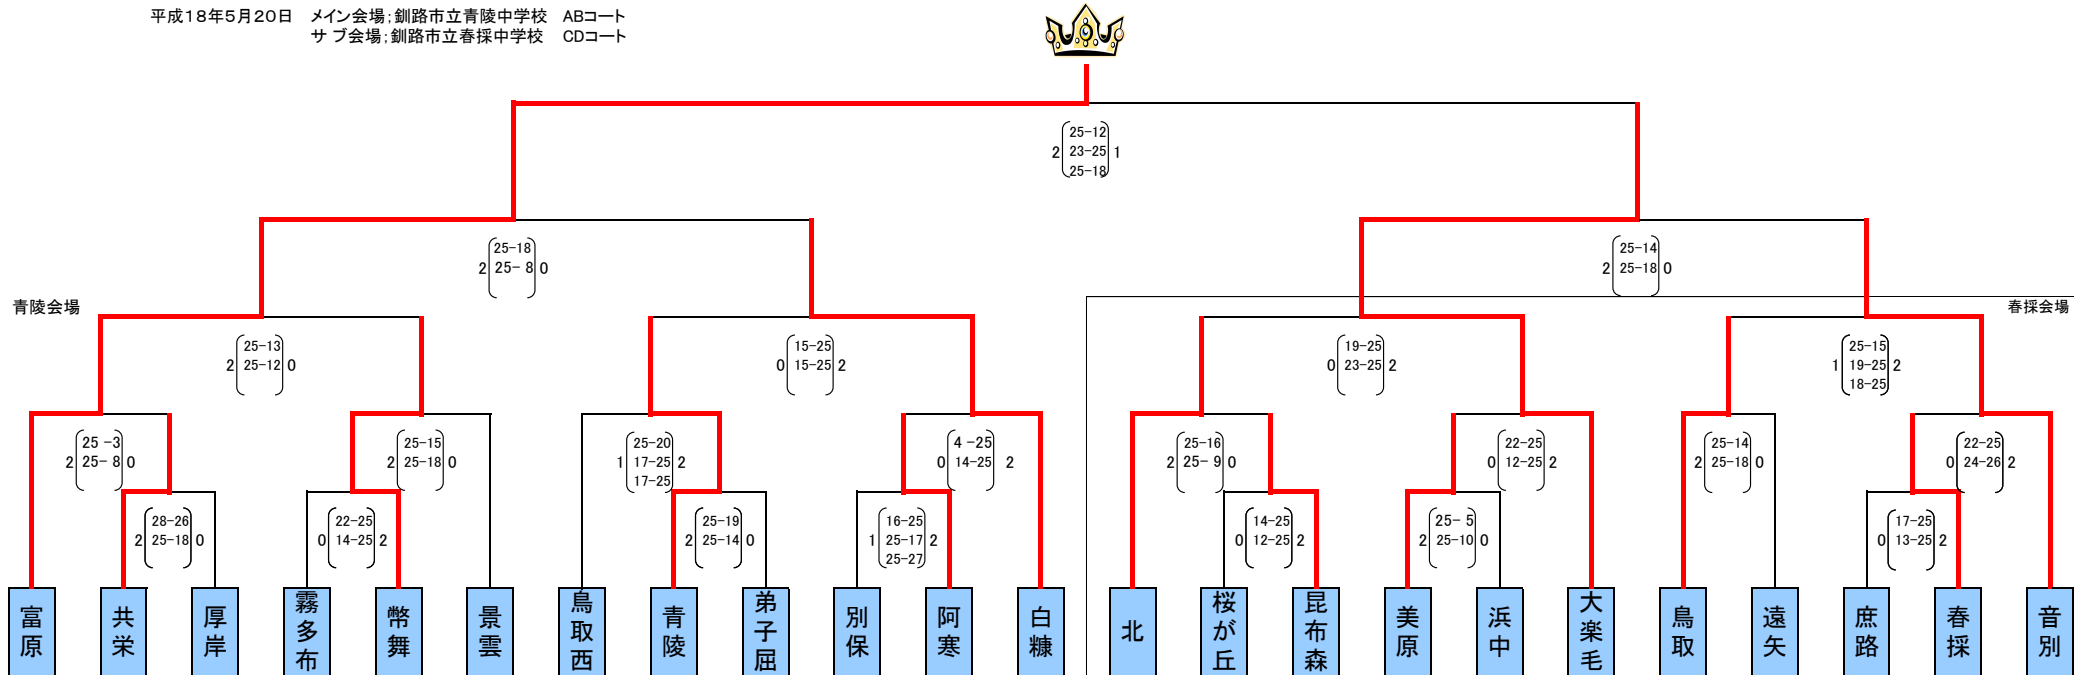 平成18年5月20日　メイン会場;釧路市立青陵中学校　ABコート
サブ会場;釧路市立春採中学校　CDコート
25-12
2 23-25 1
25-18
25-18
2 25- 8 0
25-14
2 25-18 0
青陵会場
春採会場
25-13
2 25-12 0
15-25
0 15-25 2
19-25
0 23-25 2
25-15
1 19-25 2
18-25
25 -3
2 25- 8 0
25-15
2 25-18 0
25-20
1 17-25 2
17-25
4 -25
0 14-25 2
25-16
2 25- 9 0
22-25
0 12-25 2
25-14
2 25-18 0
22-25
0 24-26 2
28-26
2 25-18 0
22-25
0 14-25 2
25-19
2 25-14 0
16-25
1 25-17 2
25-27
14-25
0 12-25 2
25- 5
2 25-10 0
17-25
0 13-25 2
富原
共栄
厚岸
霧多布
幣舞
景雲
鳥取西
青陵
弟子屈
別保
阿寒
白糠
北
桜が丘
昆布森
美原
浜中
大楽毛
鳥取
遠矢
庶路
春採
音別